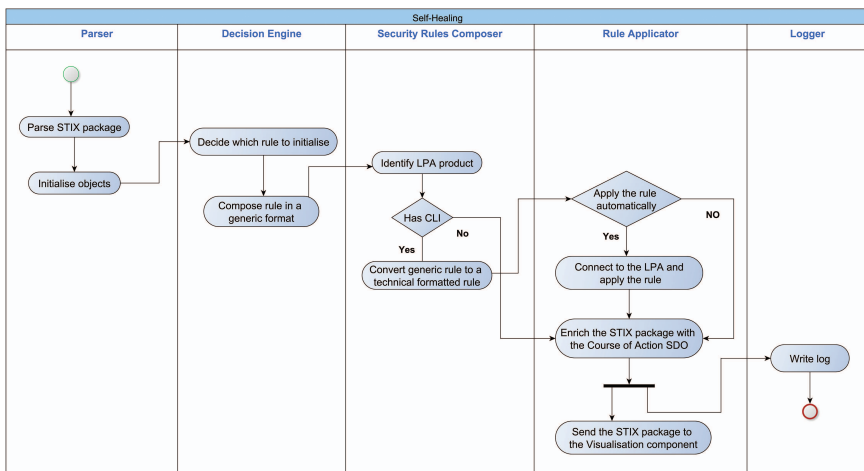 Self-Healing
Parser
Decision Engine
Security Rules Composer
Rule Applicator
Logger
Parse STIX package
Initialise objects
Decide which rule to initialise
Compose rule in a
generic format
Identify LPA product
Has CLI
No
Yes
Convert generic rule to a
technical formatted rule
Apply the rule
automatically
NO
Yes
Connect to the LPA and
apply the rule
Enrich the STIX package with
the Course of Action SDO
Send the STIX package to
the Visualisation component
Write log